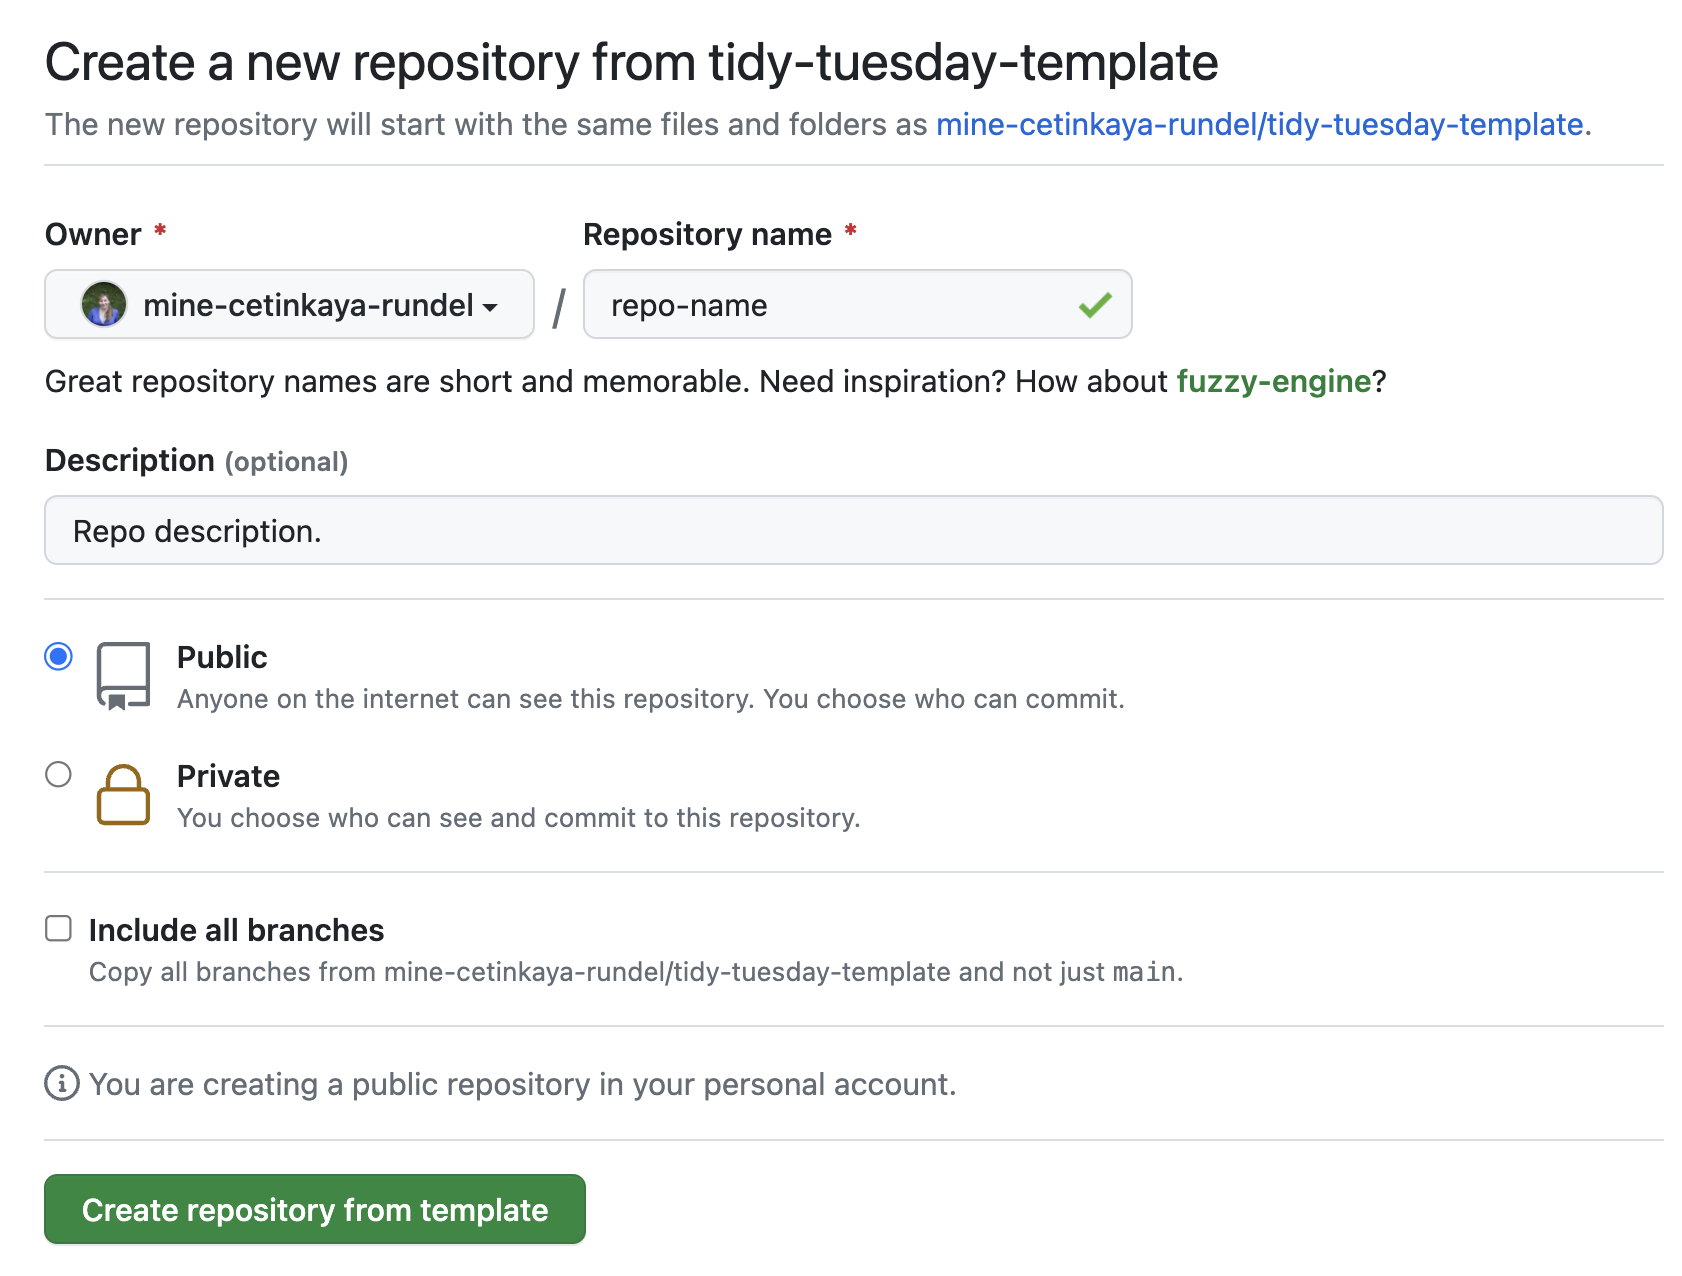 Create a new repository from tidy-tuesday-template
The new repository will start with the same files and folders as mine-cetinkaya-rundel/tidy-tuesday-template.
Owner * Repository name *
mine-cetinkaya-rundel / repo-name
Great repository names are short and memorable. Need inspiration? How about fuzzy-engine?
Description (optional)
Repo description.
Public
Anyone on the internet can see this repository. You choose who can commit.
Private
You choose who can see and commit to this repository.
Include all branches
Copy all branches from mine-cetinkaya-rundel/tidy-tuesday-template and not just main.
You are creating a public repository in your personal account.
Create repository from template